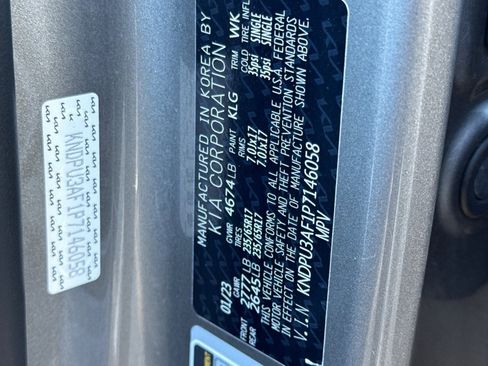 MANUFACTURED IN KOREA BY
KIA CORPORATION
01/23 GVWR 4674LB PAINT KLG TRIM WK
GAWR TIRES RIMS COLD TIRE INFL
FRONT 2777LB 235/65R17 7.0Jx17 35psi SINGLE
REAR 2645LB 235/65R17 7.0Jx17 35psi SINGLE
THIS VEHICLE CONFORMS TO ALL APPLICABLE U.S.A. FEDERAL
MOTOR VEHICLE SAFETY AND THEFT PREVENTION STANDARDS
IN EFFECT ON THE DATE OF MANUFACTURE SHOWN ABOVE.
V.I.N KNDPU3AF1P7146058
MPV
KNDPU3AF1P7146058